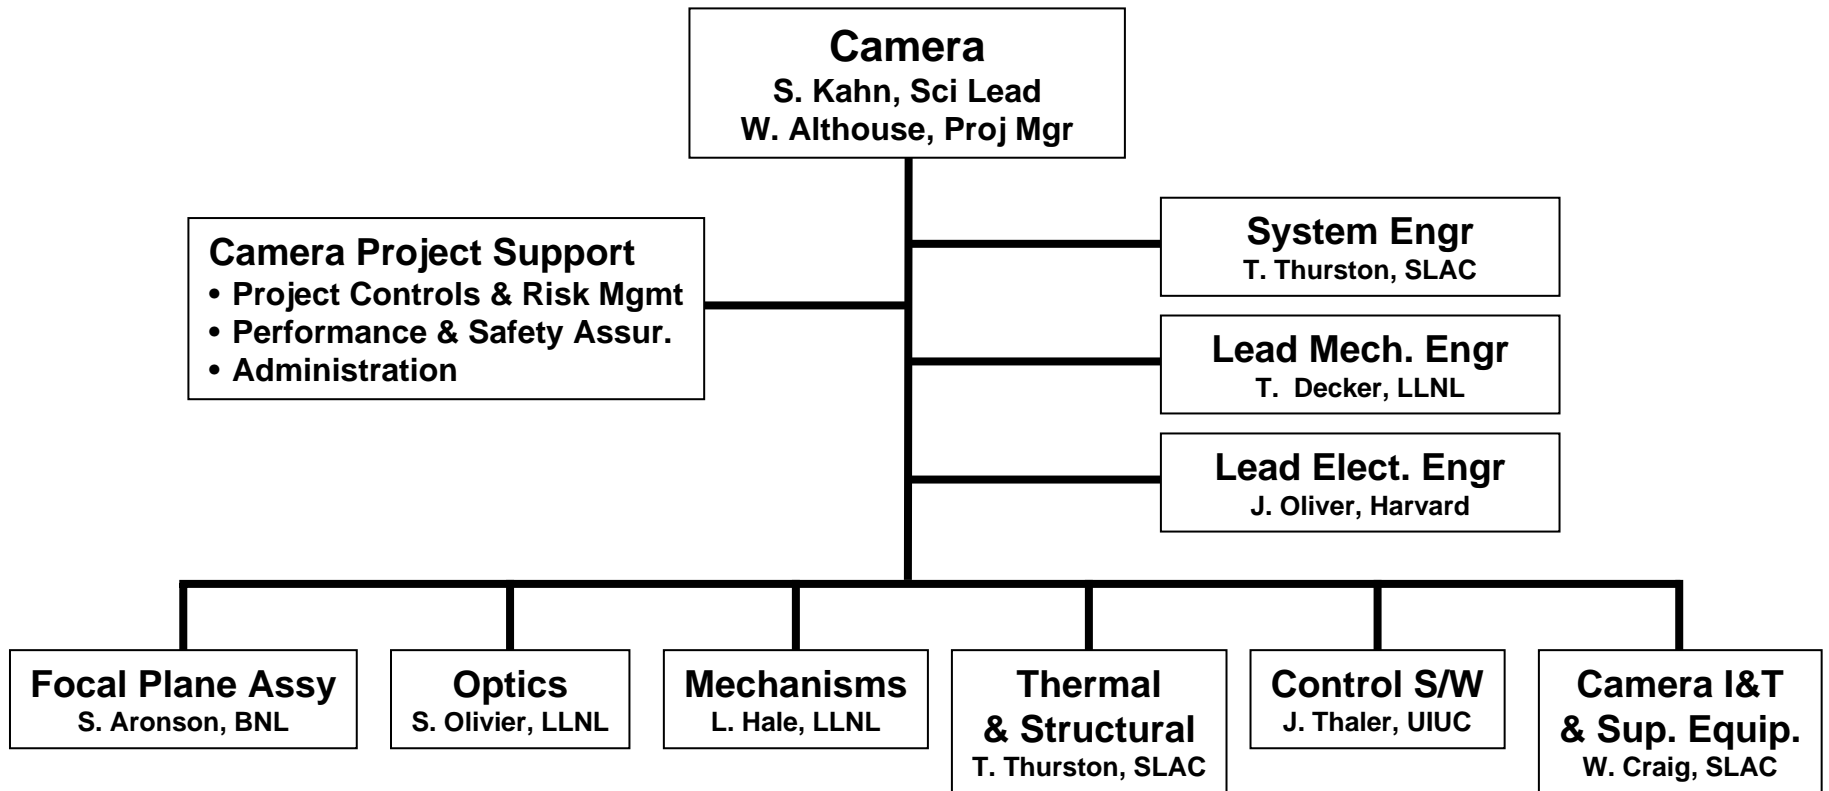 Camera
S. Kahn, Sci Lead
W. Althouse, Proj Mgr
Camera Project Support
• Project Controls & Risk Mgmt
• Performance & Safety Assur.
• Administration
System Engr
T. Thurston, SLAC
Lead Mech. Engr
T.  Decker, LLNL
Lead Elect. Engr
J. Oliver, Harvard
Focal Plane Assy
S. Aronson, BNL
Optics
S. Olivier, LLNL
Mechanisms
L. Hale, LLNL
Thermal
& Structural
T. Thurston, SLAC
Control S/W
J. Thaler, UIUC
Camera I&T
& Sup. Equip.
W. Craig, SLAC